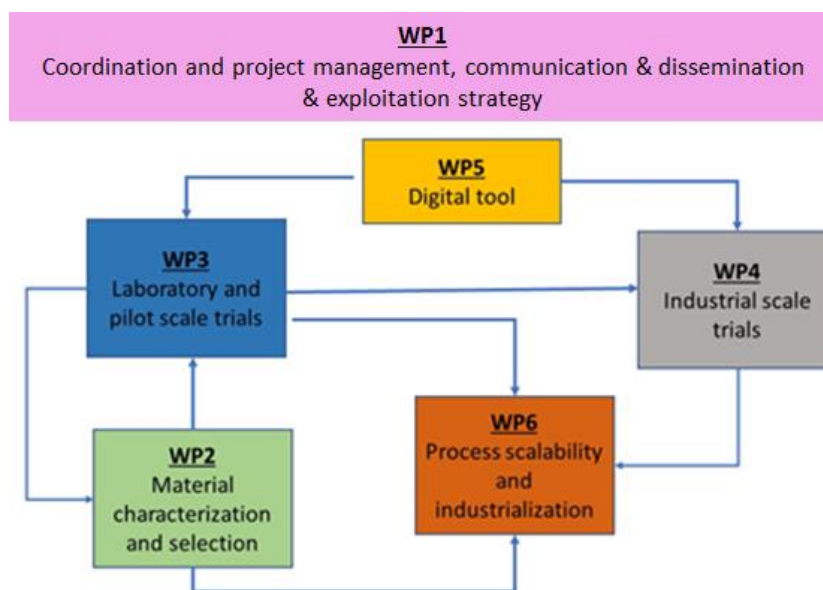 WP1
Coordination and project management, communication & dissemination
& exploitation strategy
WP5
Digital tool
WP3
Laboratory and
pilot scale trials
WP4
Industrial scale
trials
WP2
Material
characterization
and selection
WP6
Process scalability
and
industrialization